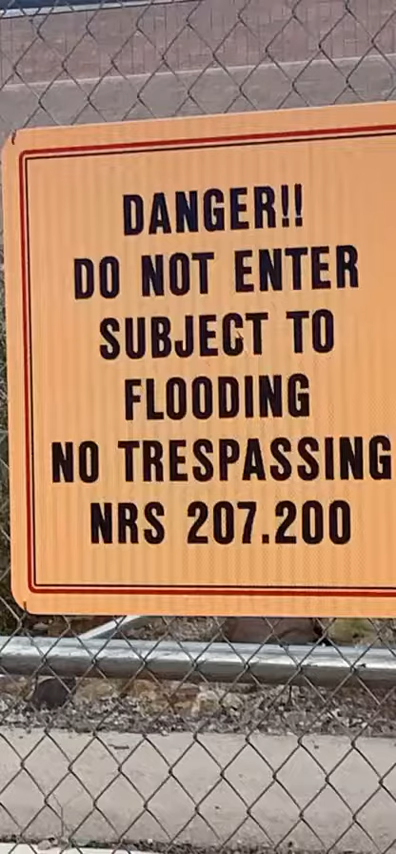 DANGER!!
DO NOT ENTER
SUBJECT TO
FLOODING
NO TRESPASSING
NRS 207.200